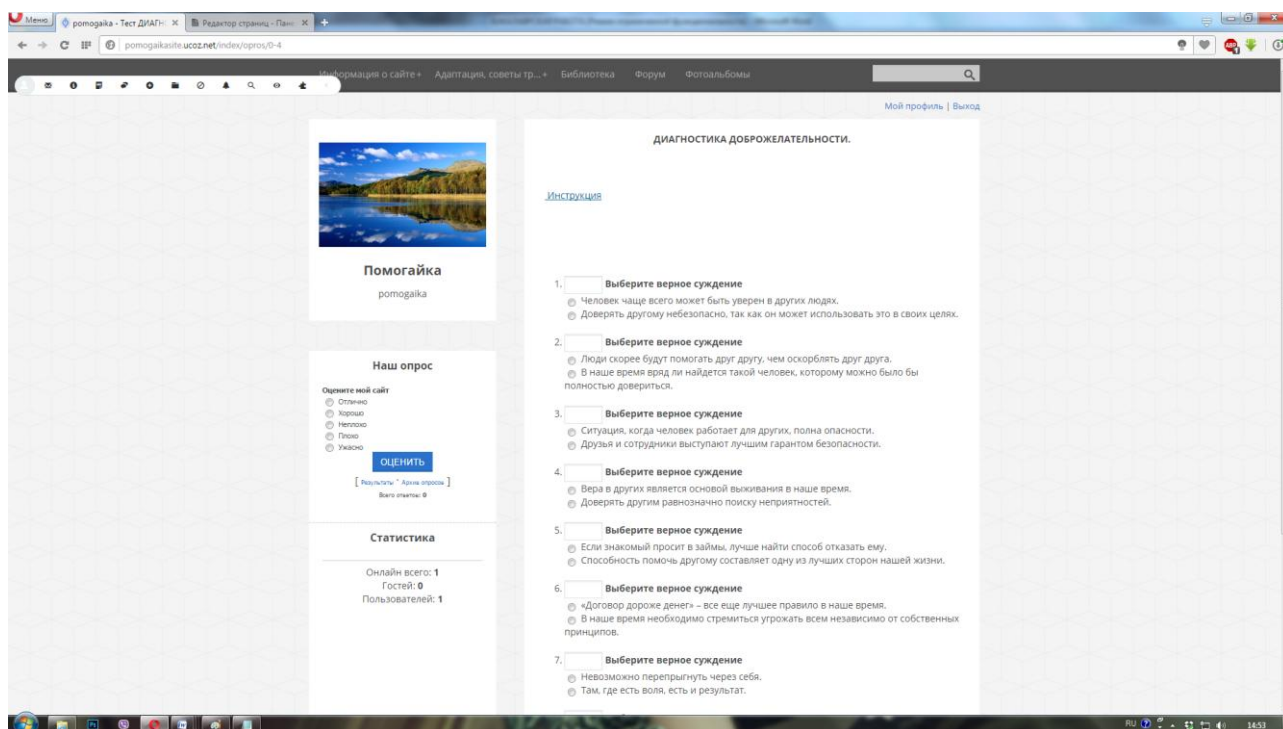 Меню
pomogaika - Тест ДИАГН
Редактор страниц - Пан
pomogaikasite.ucoz.net/index/opros/0-4
Информация о сайте+ Адаптация, советы тр...+ Библиотека Форум Фотоальбомы
Мой профиль | Выход
Помогайка
pomogaika
Наш опрос
Оцените мой сайт
Отлично
Хорошо
Неплохо
Плохо
Ужасно
ОЦЕНИТЬ
[ Результаты · Архив опросов ]
Всего ответов: 0
Статистика
Онлайн всего: 1
Гостей: 0
Пользователей: 1
ДИАГНОСТИКА ДОБРОЖЕЛАТЕЛЬНОСТИ.
Инструкция
1. Выберите верное суждение
Человек чаще всего может быть уверен в других людях.
Доверять другому небезопасно, так как он может использовать это в своих целях.
2. Выберите верное суждение
Люди скорее будут помогать друг другу, чем оскорблять друг друга.
В наше время вряд ли найдется такой человек, которому можно было бы
полностью довериться.
3. Выберите верное суждение
Ситуация, когда человек работает для других, полна опасности.
Друзья и сотрудники выступают лучшим гарантом безопасности.
4. Выберите верное суждение
Вера в других является основой выживания в наше время.
Доверять другим равнозначно поиску неприятностей.
5. Выберите верное суждение
Если знакомый просит в займы, лучше найти способ отказать ему.
Способность помочь другому составляет одну из лучших сторон нашей жизни.
6. Выберите верное суждение
«Договор дороже денег» – все еще лучшее правило в наше время.
В наше время необходимо стремиться угрожать всем независимо от собственных
принципов.
7. Выберите верное суждение
Невозможно перепрыгнуть через себя.
Там, где есть воля, есть и результат.
RU
14:53